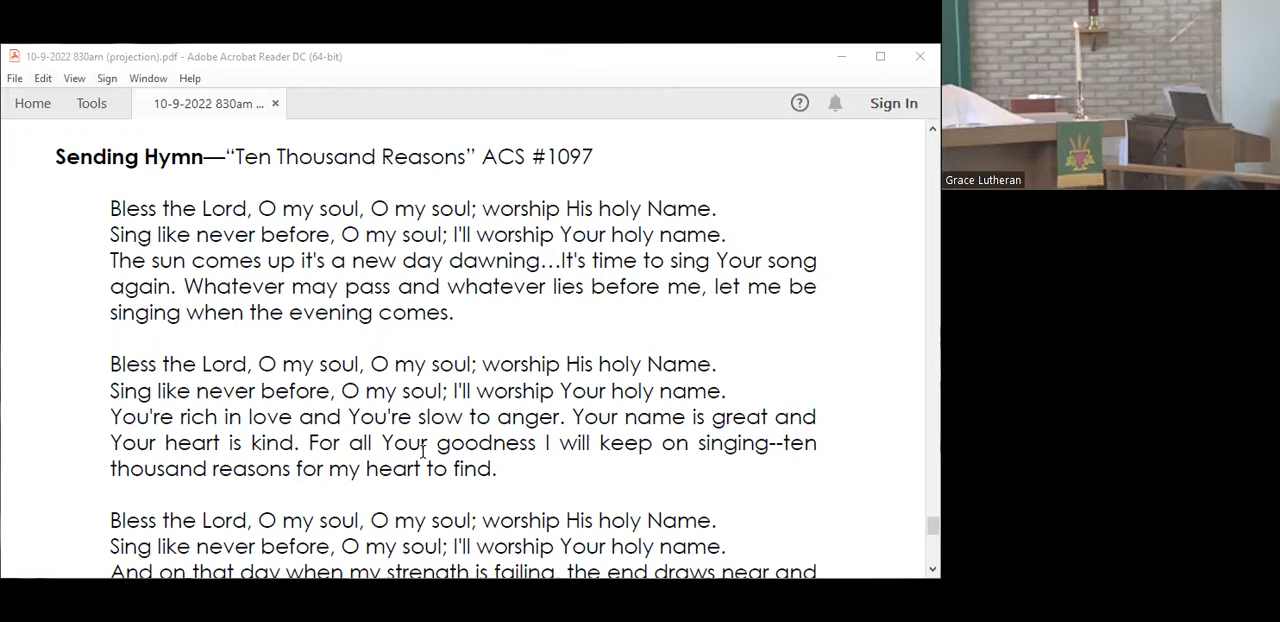 10-9-2022 830am (projection).pdf - Adobe Acrobat Reader DC (64-bit)
File Edit View Sign Window Help
Home Tools 10-9-2022 830am ... × ? Sign In
Sending Hymn—“Ten Thousand Reasons” ACS #1097
Bless the Lord, O my soul, O my soul; worship His holy Name.
Sing like never before, O my soul; I'll worship Your holy name.
The sun comes up it's a new day dawning…It's time to sing Your song
again. Whatever may pass and whatever lies before me, let me be
singing when the evening comes.
Bless the Lord, O my soul, O my soul; worship His holy Name.
Sing like never before, O my soul; I'll worship Your holy name.
You're rich in love and You're slow to anger. Your name is great and
Your heart is kind. For all Your goodness I will keep on singing--ten
thousand reasons for my heart to find.
Bless the Lord, O my soul, O my soul; worship His holy Name.
Sing like never before, O my soul; I'll worship Your holy name.
And on that day when my strength is failing, the end draws near and
Grace Lutheran